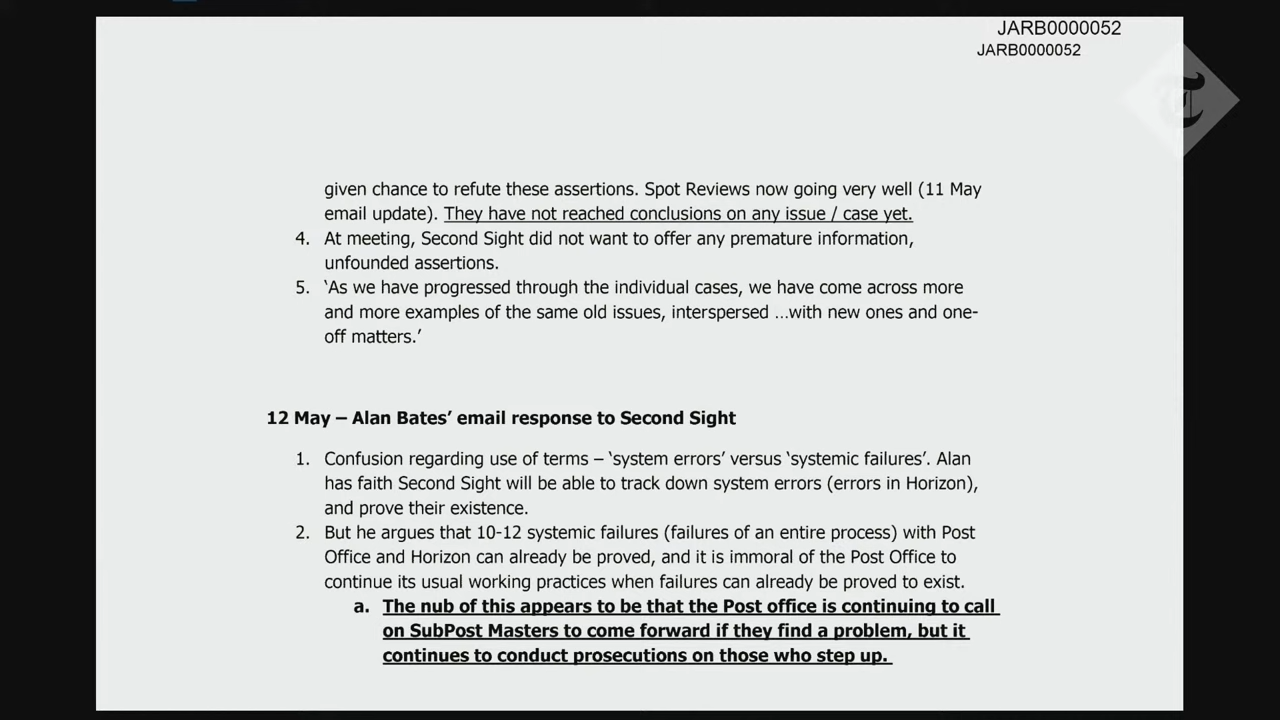 JARB0000052
JARB0000052
given chance to refute these assertions. Spot Reviews now going very well (11 May
email update). They have not reached conclusions on any issue / case yet.
4. At meeting, Second Sight did not want to offer any premature information,
unfounded assertions.
5. ‘As we have progressed through the individual cases, we have come across more
and more examples of the same old issues, interspersed …with new ones and one-
off matters.’
12 May – Alan Bates’ email response to Second Sight
1. Confusion regarding use of terms – ‘system errors’ versus ‘systemic failures’. Alan
has faith Second Sight will be able to track down system errors (errors in Horizon),
and prove their existence.
2. But he argues that 10-12 systemic failures (failures of an entire process) with Post
Office and Horizon can already be proved, and it is immoral of the Post Office to
continue its usual working practices when failures can already be proved to exist.
a. The nub of this appears to be that the Post office is continuing to call
on SubPost Masters to come forward if they find a problem, but it
continues to conduct prosecutions on those who step up.
T